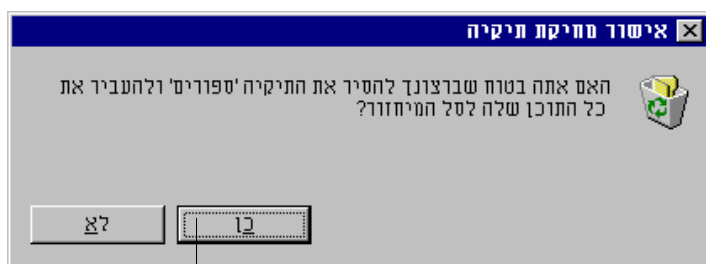 אישור מחיקת תיקיה
האם אתה בטוח שברצונך להסיר את התיקיה 'ספורים' ולהעביר את
כל התוכן שלה לסל המיחזור?
כן
לא